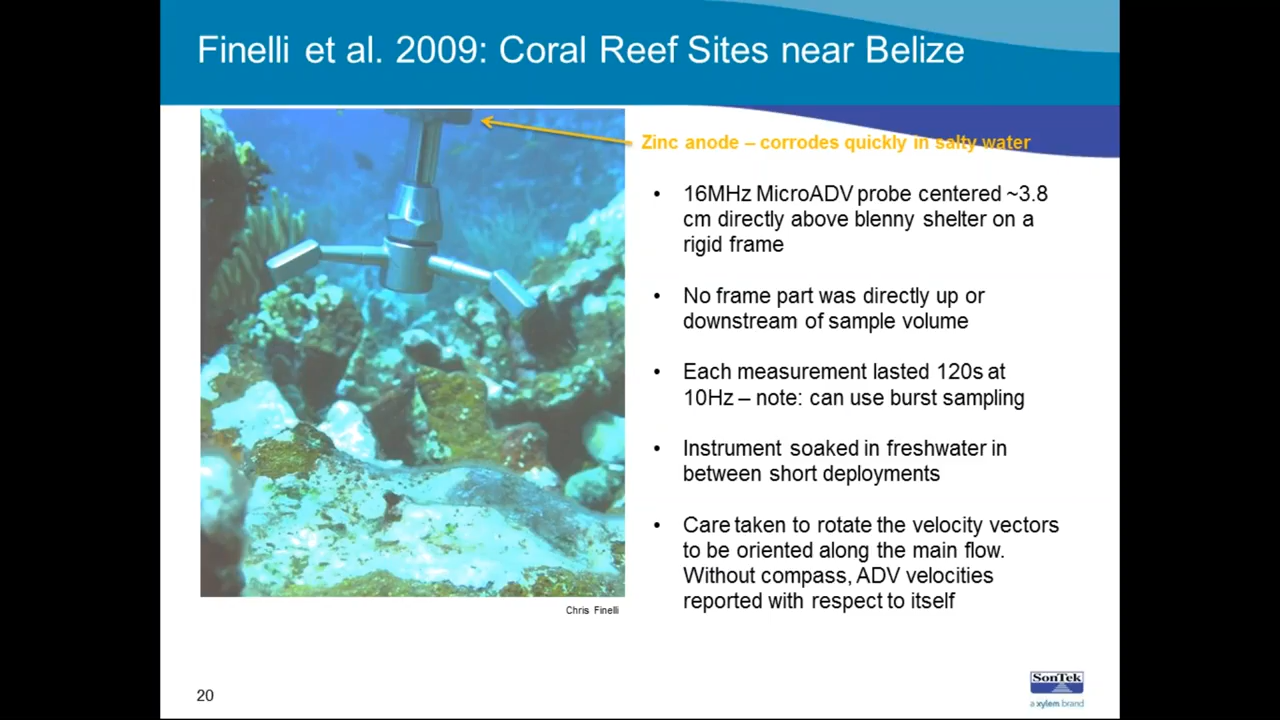 Finelli et al. 2009: Coral Reef Sites near Belize
Zinc anode – corrodes quickly in salty water
• 16MHz MicroADV probe centered ~3.8
cm directly above blenny shelter on a
rigid frame
• No frame part was directly up or
downstream of sample volume
• Each measurement lasted 120s at
10Hz – note: can use burst sampling
• Instrument soaked in freshwater in
between short deployments
• Care taken to rotate the velocity vectors
to be oriented along the main flow.
Without compass, ADV velocities
reported with respect to itself
Chris Finelli
20
SonTek
a xylem brand